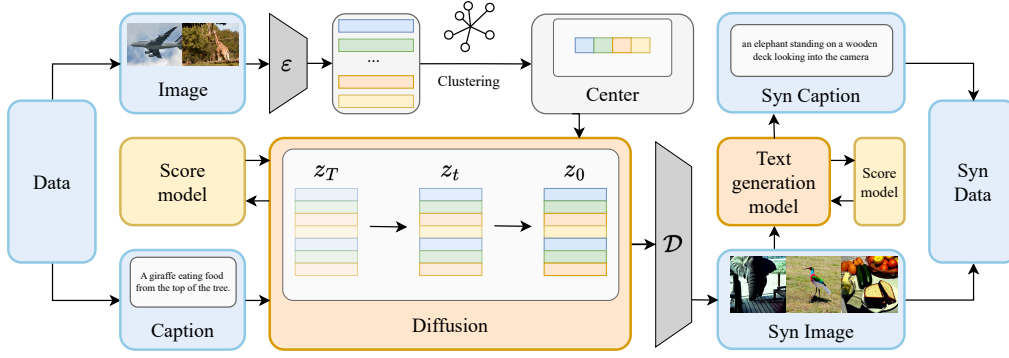 Data
Image
ε
...
Clustering
Center
Score
model
A giraffe eating food
from the top of the tree.
Caption
z_T
z_t
z_0
Diffusion
𝒟
an elephant standing on a wooden
deck looking into the camera
Syn Caption
Text
generation
model
Score
model
Syn Image
Syn
Data